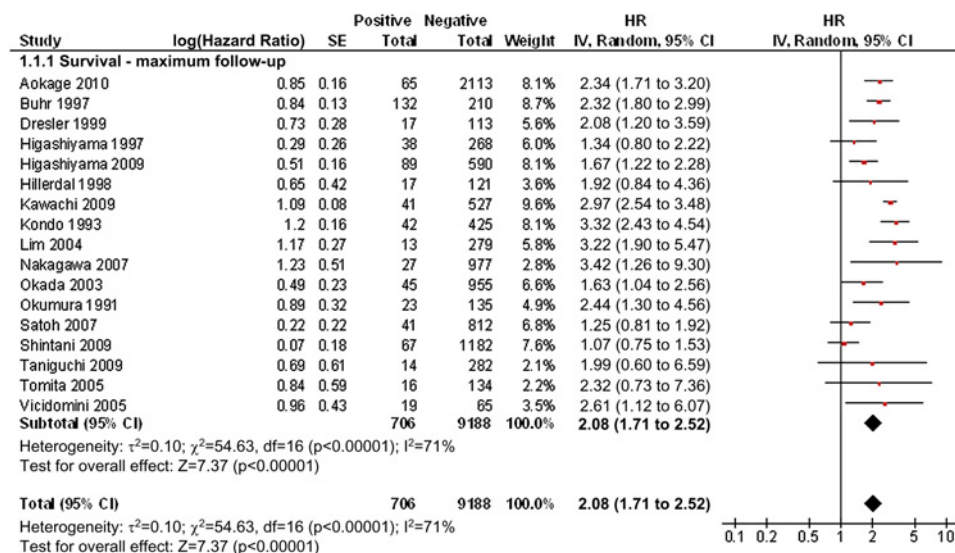 Positive Negative HR HR
Study log(Hazard Ratio) SE Total Total Weight IV, Random, 95% CI IV, Random, 95% CI
1.1.1 Survival - maximum follow-up
Aokage 2010 0.85 0.16 65 2113 8.1% 2.34 (1.71 to 3.20)
Buhr 1997 0.84 0.13 132 210 8.7% 2.32 (1.80 to 2.99)
Dresler 1999 0.73 0.28 17 113 5.6% 2.08 (1.20 to 3.59)
Higashiyama 1997 0.29 0.26 38 268 6.0% 1.34 (0.80 to 2.22)
Higashiyama 2009 0.51 0.16 89 590 8.1% 1.67 (1.22 to 2.28)
Hillerdal 1998 0.65 0.42 17 121 3.6% 1.92 (0.84 to 4.36)
Kawachi 2009 1.09 0.08 41 527 9.6% 2.97 (2.54 to 3.48)
Kondo 1993 1.2 0.16 42 425 8.1% 3.32 (2.43 to 4.54)
Lim 2004 1.17 0.27 13 279 5.8% 3.22 (1.90 to 5.47)
Nakagawa 2007 1.23 0.51 27 977 2.8% 3.42 (1.26 to 9.30)
Okada 2003 0.49 0.23 45 955 6.6% 1.63 (1.04 to 2.56)
Okumura 1991 0.89 0.32 23 135 4.9% 2.44 (1.30 to 4.56)
Satoh 2007 0.22 0.22 41 812 6.8% 1.25 (0.81 to 1.92)
Shintani 2009 0.07 0.18 67 1182 7.6% 1.07 (0.75 to 1.53)
Taniguchi 2009 0.69 0.61 14 282 2.1% 1.99 (0.60 to 6.59)
Tomita 2005 0.84 0.59 16 134 2.2% 2.32 (0.73 to 7.36)
Vicidomini 2005 0.96 0.43 19 65 3.5% 2.61 (1.12 to 6.07)
Subtotal (95% CI) 706 9188 100.0% 2.08 (1.71 to 2.52)
Heterogeneity: τ²=0.10; χ²=54.63, df=16 (p<0.00001); I²=71%
Test for overall effect: Z=7.37 (p<0.00001)
Total (95% CI) 706 9188 100.0% 2.08 (1.71 to 2.52)
Heterogeneity: τ²=0.10; χ²=54.63, df=16 (p<0.00001); I²=71%
Test for overall effect: Z=7.37 (p<0.00001)
0.1 0.2 0.5 1 2 5 10